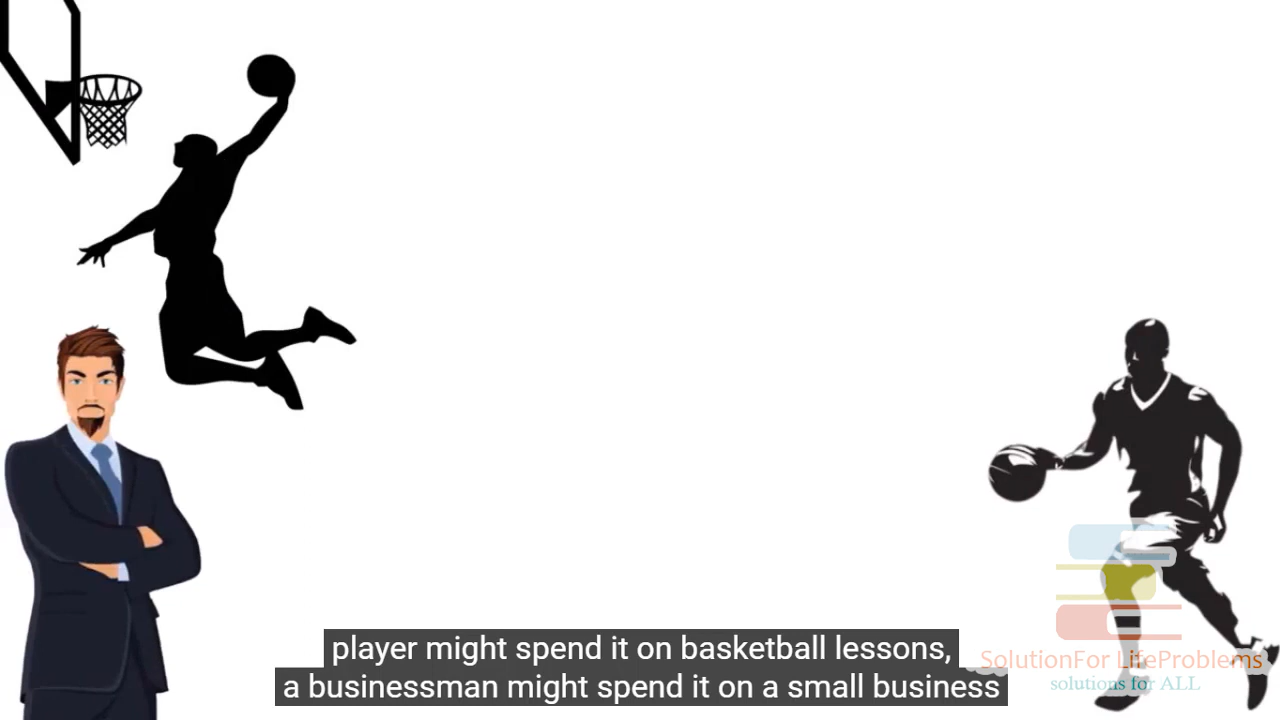 player might spend it on basketball lessons,
a businessman might spend it on a small business
SolutionFor LifeProblems
solutions for ALL